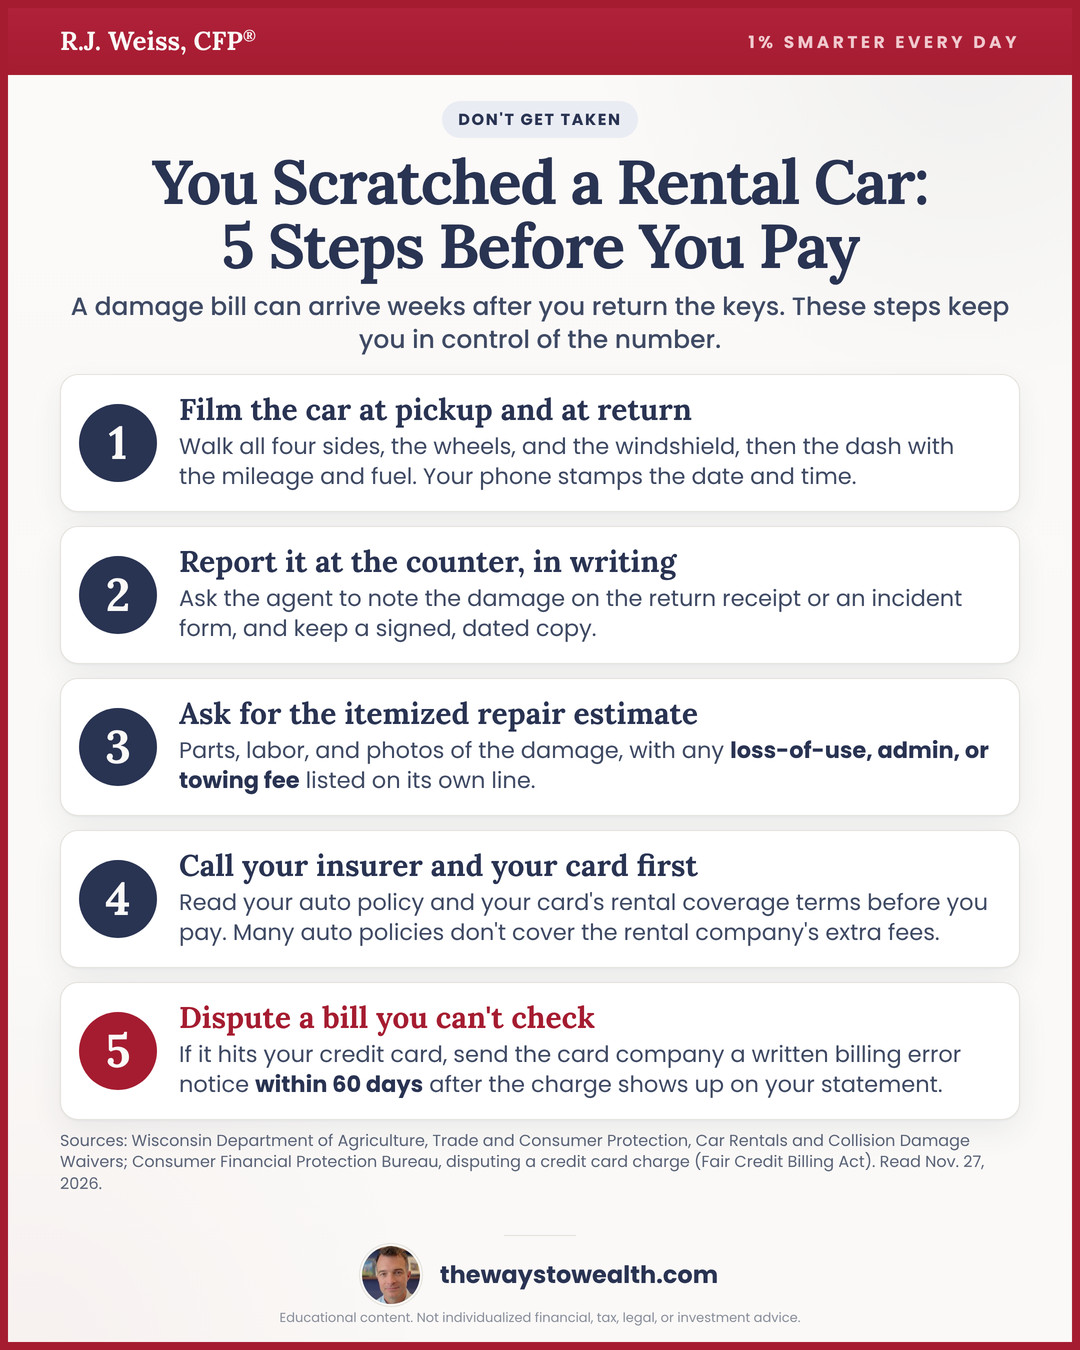 R.J. Weiss, CFP®
1% SMARTER EVERY DAY
DON'T GET TAKEN
You Scratched a Rental Car:
5 Steps Before You Pay
A damage bill can arrive weeks after you return the keys. These steps keep
you in control of the number.
1
Film the car at pickup and at return
Walk all four sides, the wheels, and the windshield, then the dash with
the mileage and fuel. Your phone stamps the date and time.
2
Report it at the counter, in writing
Ask the agent to note the damage on the return receipt or an incident
form, and keep a signed, dated copy.
3
Ask for the itemized repair estimate
Parts, labor, and photos of the damage, with any loss-of-use, admin, or
towing fee listed on its own line.
4
Call your insurer and your card first
Read your auto policy and your card's rental coverage terms before you
pay. Many auto policies don't cover the rental company's extra fees.
5
Dispute a bill you can't check
If it hits your credit card, send the card company a written billing error
notice within 60 days after the charge shows up on your statement.
Sources: Wisconsin Department of Agriculture, Trade and Consumer Protection, Car Rentals and Collision Damage
Waivers; Consumer Financial Protection Bureau, disputing a credit card charge (Fair Credit Billing Act). Read Nov. 27,
2026.
thewaystowealth.com
Educational content. Not individualized financial, tax, legal, or investment advice.